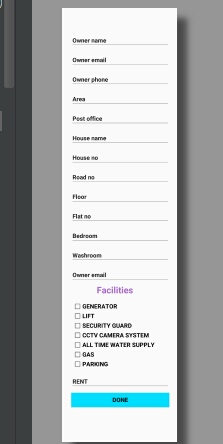 Owner name
Owner email
Owner phone
Area
Post office
House name
House no
Road no
Floor
Flat no
Bedroom
Washroom
Owner email
Facilities
GENERATOR
LIFT
SECURITY GUARD
CCTV CAMERA SYSTEM
ALL TIME WATER SUPPLY
GAS
PARKING
RENT
DONE